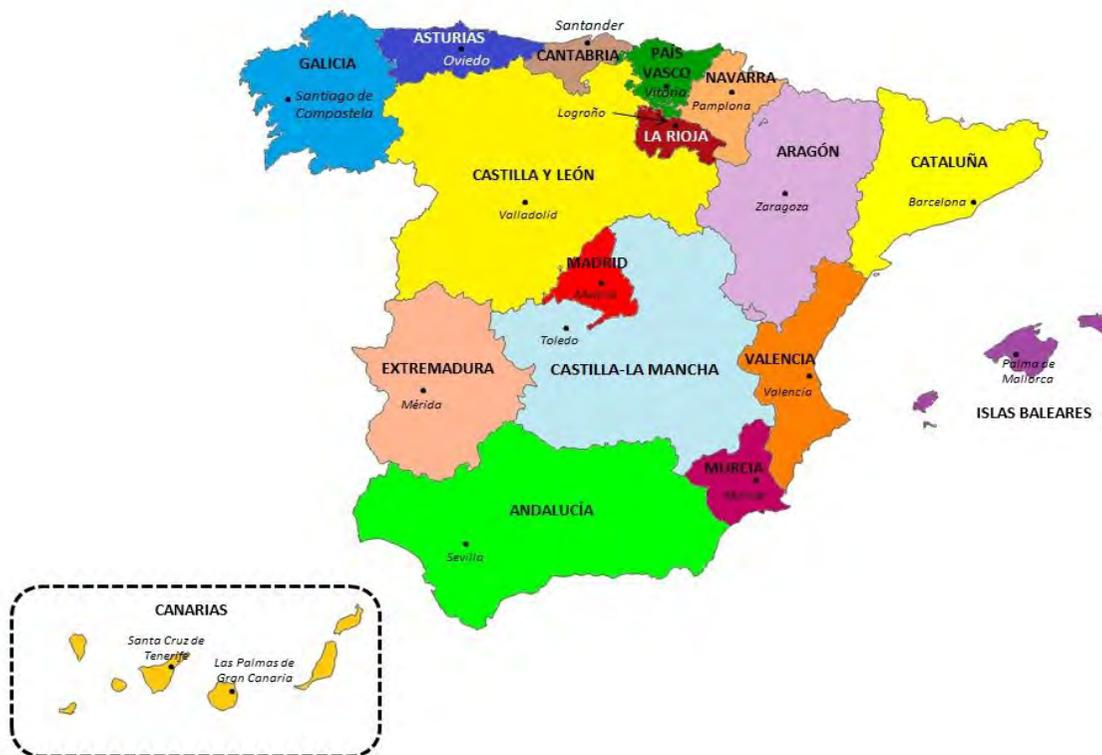 Santander
ASTURIAS
Oviedo
CANTABRIA
PAÍS
VASCO
Vitoria
GALICIA
Santiago de
Compostela
NAVARRA
Pamplona
Logroño
LA RIOJA
ARAGÓN
Zaragoza
CATALUÑA
Barcelona
CASTILLA Y LEÓN
Valladolid
MADRID
Madrid
Toledo
CASTILLA-LA MANCHA
EXTREMADURA
Mérida
VALENCIA
Valencia
Palma de
Mallorca
ISLAS BALEARES
MURCIA
Murcia
ANDALUCÍA
Sevilla
CANARIAS
Santa Cruz de
Tenerife
Las Palmas de
Gran Canaria